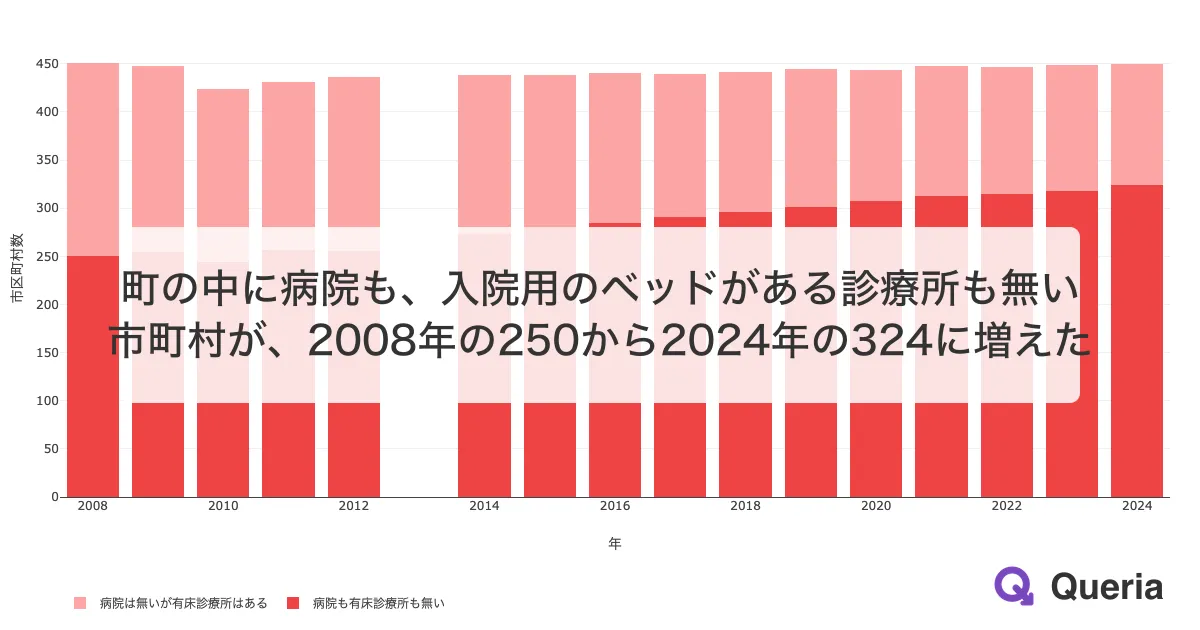 450
400
350
300
250
200
150
100
50
0
市区町村数
町の中に病院も、入院用のベッドがある診療所も無い
市町村が、2008年の250から2024年の324に増えた
2008 2010 2012 2014 2016 2018 2020 2022 2024
年
病院は無いが有床診療所はある 病院も有床診療所も無い
Queria